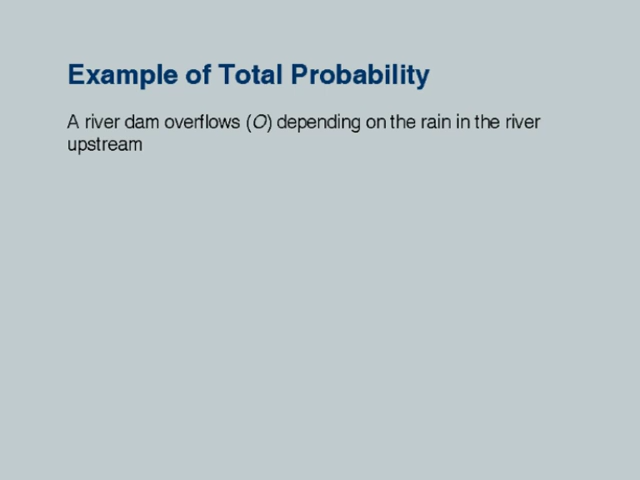 Example of Total Probability
A river dam overflows (O) depending on the rain in the river
upstream